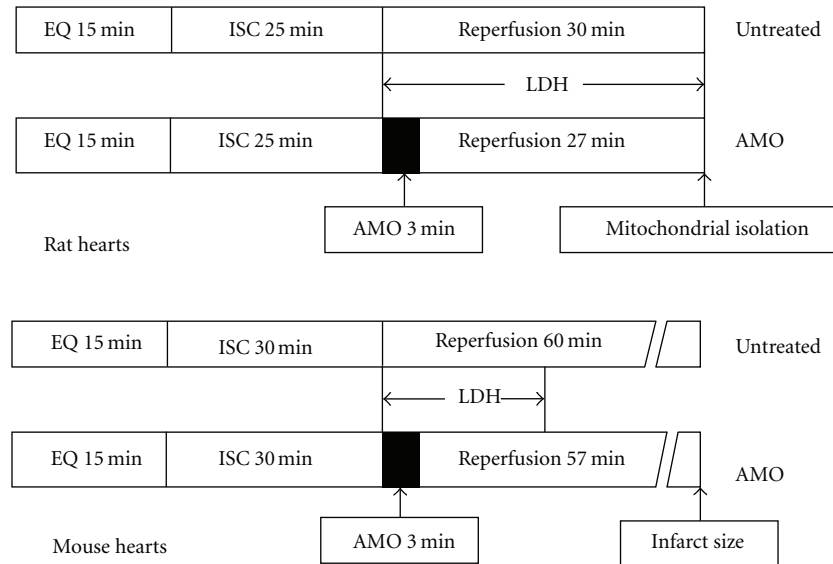 EQ 15 min ISC 25 min Reperfusion 30 min Untreated
LDH
EQ 15 min ISC 25 min Reperfusion 27 min AMO
AMO 3 min Mitochondrial isolation
Rat hearts
EQ 15 min ISC 30 min Reperfusion 60 min Untreated
LDH
EQ 15 min ISC 30 min Reperfusion 57 min AMO
AMO 3 min Infarct size
Mouse hearts